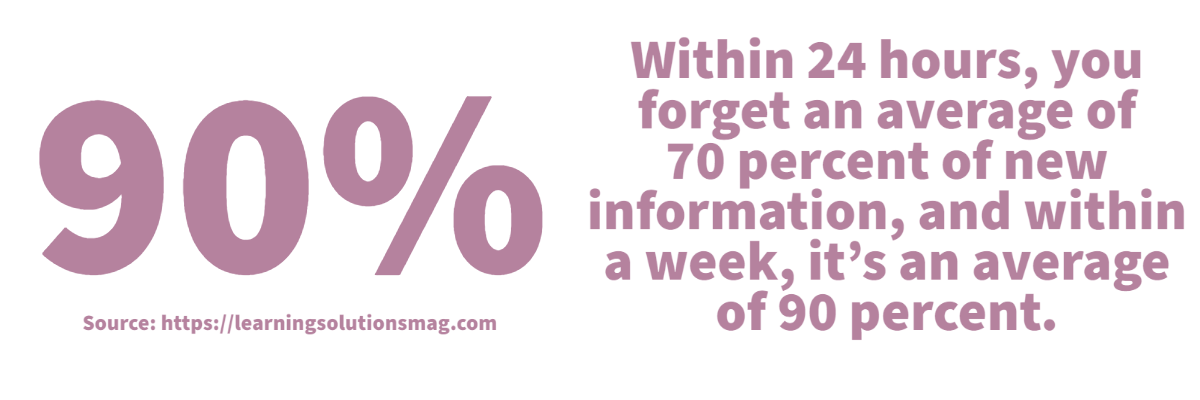 90%
Source: https://learningsolutionsmag.com
Within 24 hours, you
forget an average of
70 percent of new
information, and within
a week, it’s an average
of 90 percent.